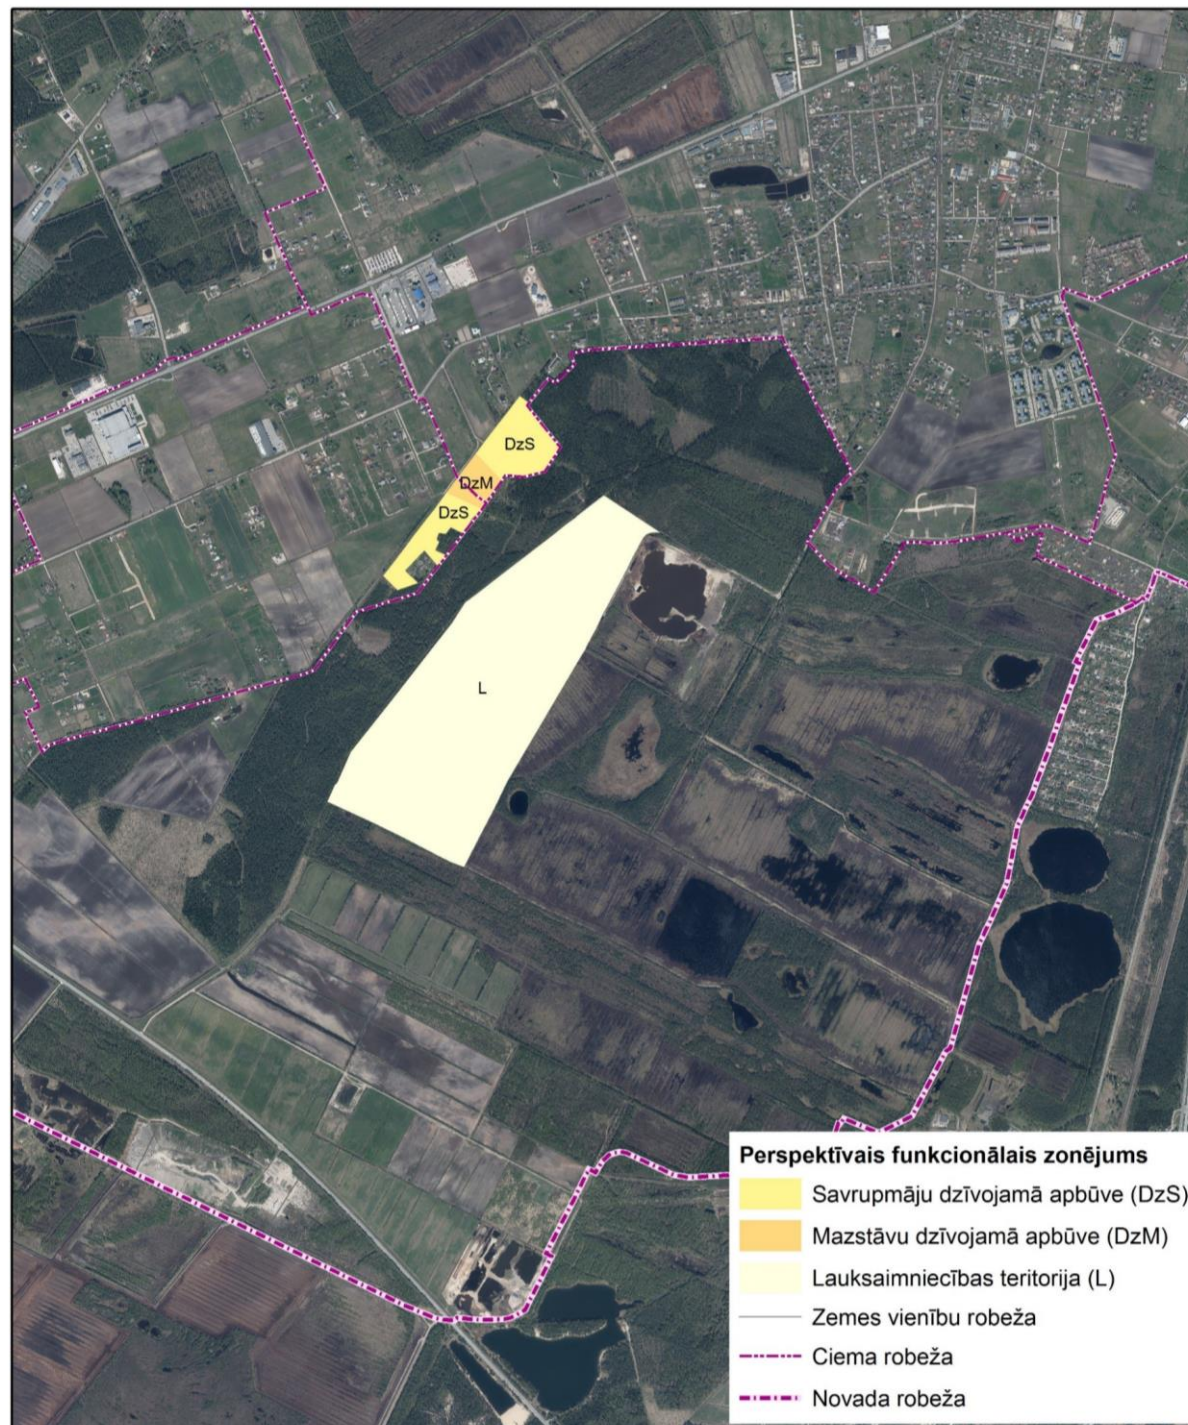 DzS
DzM
DzS
L
Perspektīvais funkcionālais zonējums
Savrupmāju dzīvojamā apbūve (DzS)
Mazstāvu dzīvojamā apbūve (DzM)
Lauksaimniecības teritorija (L)
Zemes vienību robeža
Ciema robeža
Novada robeža